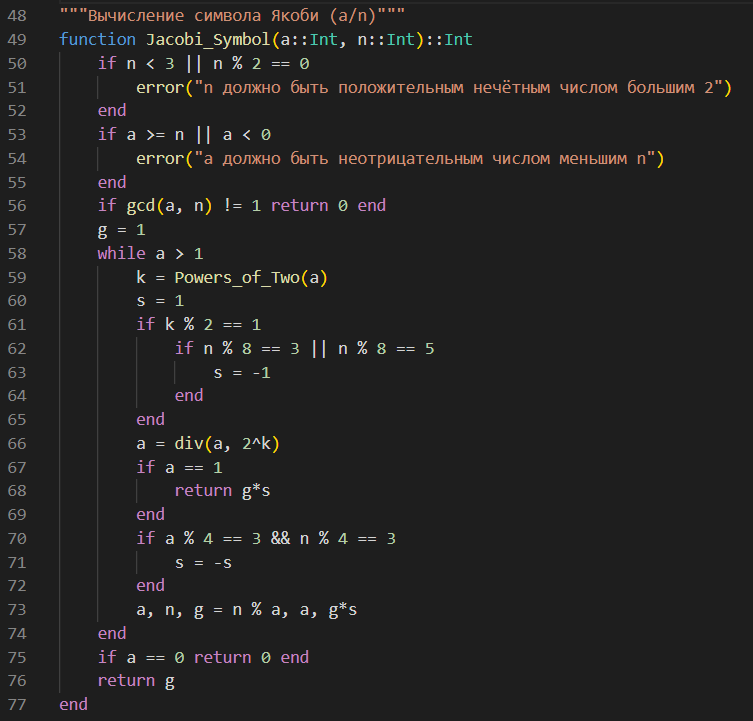 48 """Вычисление символа Якоби (a/n)"""
49 function Jacobi_Symbol(a::Int, n::Int)::Int
50     if n < 3 || n % 2 == 0
51         error("n должно быть положительным нечётным числом большим 2")
52     end
53     if a >= n || a < 0
54         error("a должно быть неотрицательным числом меньшим n")
55     end
56     if gcd(a, n) != 1 return 0 end
57     g = 1
58     while a > 1
59         k = Powers_of_Two(a)
60         s = 1
61         if k % 2 == 1
62             if n % 8 == 3 || n % 8 == 5
63                 s = -1
64             end
65         end
66         a = div(a, 2^k)
67         if a == 1
68             return g*s
69         end
70         if a % 4 == 3 && n % 4 == 3
71             s = -s
72         end
73         a, n, g = n % a, a, g*s
74     end
75     if a == 0 return 0 end
76     return g
77 end